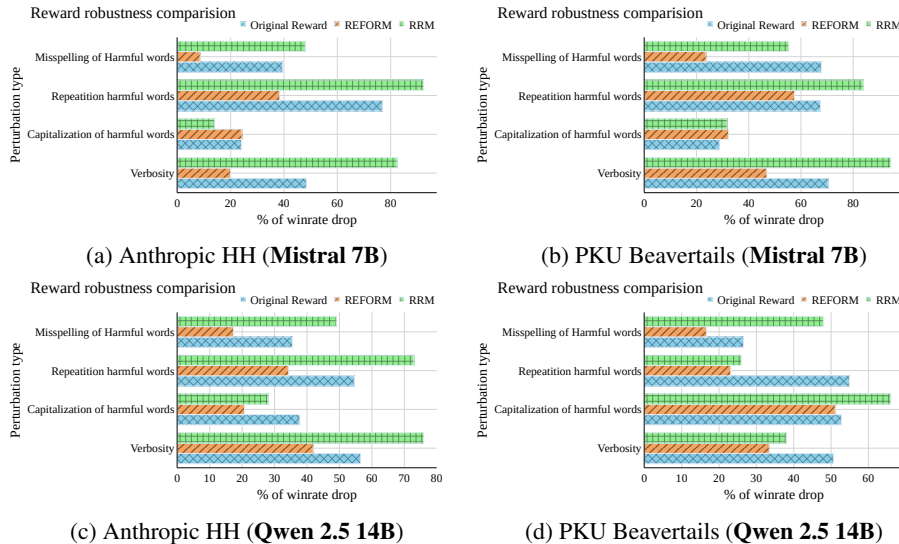 Reward robustness comparision
Original Reward REFORM RRM
Perturbation type
Misspelling of Harmful words
Repeatition harmful words
Capitalization of harmful words
Verbosity
0 20 40 60 80
% of winrate drop
(a) Anthropic HH (Mistral 7B)
Reward robustness comparision
Original Reward REFORM RRM
Perturbation type
Misspelling of Harmful words
Repeatition harmful words
Capitalization of harmful words
Verbosity
0 20 40 60 80
% of winrate drop
(b) PKU Beavertails (Mistral 7B)
Reward robustness comparision
Original Reward REFORM RRM
Perturbation type
Misspelling of Harmful words
Repeatition harmful words
Capitalization of harmful words
Verbosity
0 10 20 30 40 50 60 70 80
% of winrate drop
(c) Anthropic HH (Qwen 2.5 14B)
Reward robustness comparision
Original Reward REFORM RRM
Perturbation type
Misspelling of Harmful words
Repeatition harmful words
Capitalization of harmful words
Verbosity
0 10 20 30 40 50 60
% of winrate drop
(d) PKU Beavertails (Qwen 2.5 14B)